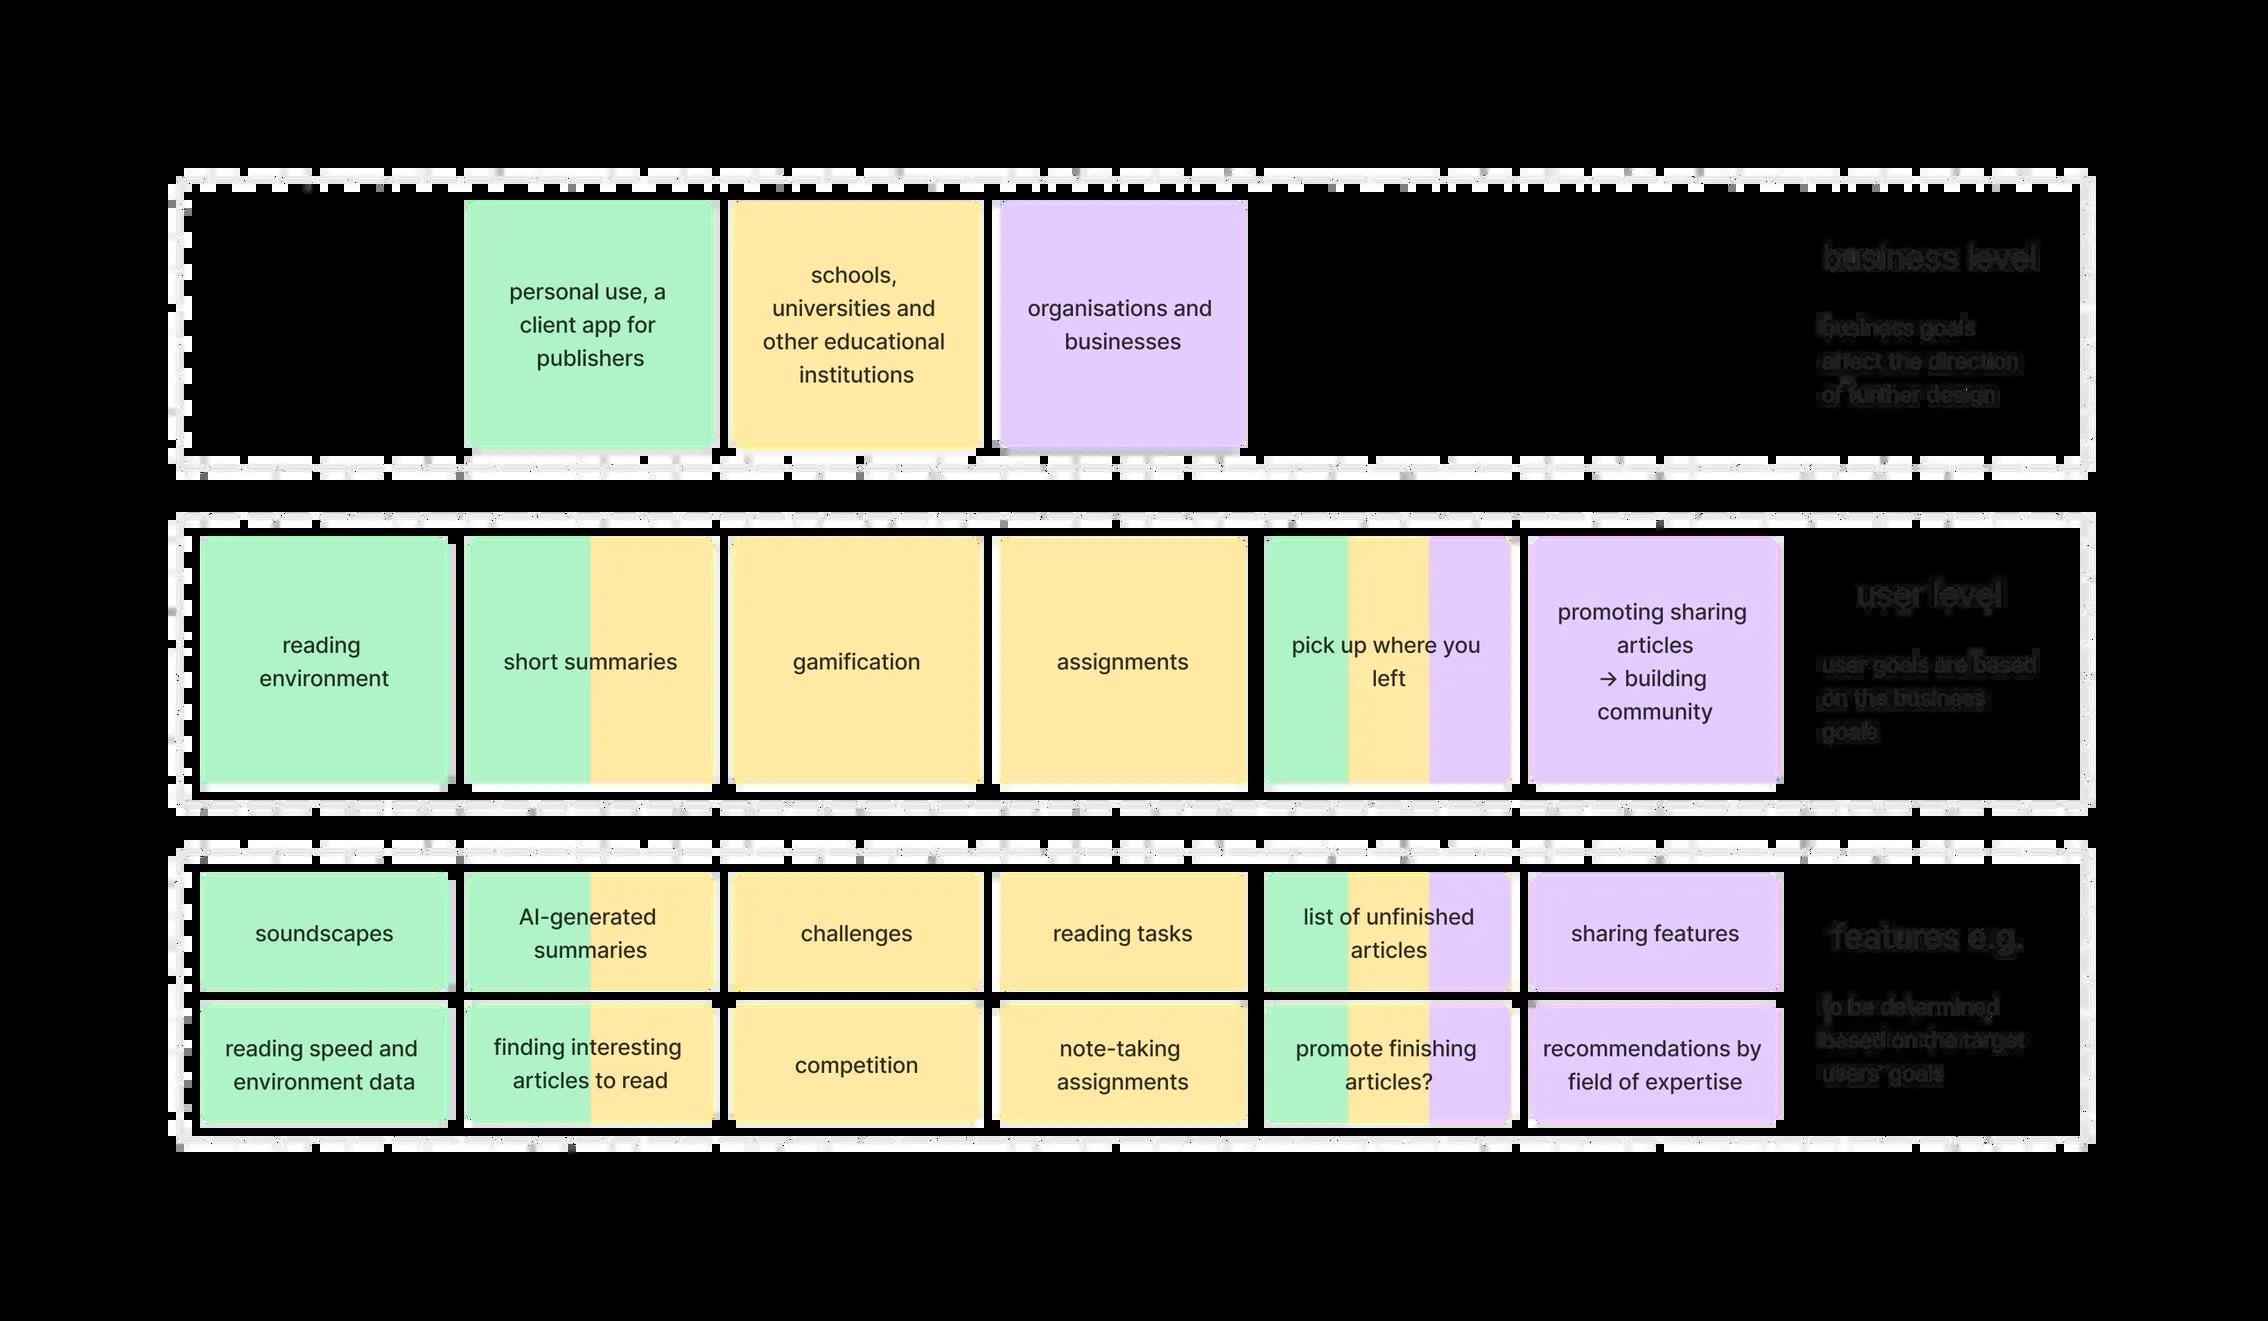 personal use, a
client app for
publishers
schools,
universities and
other educational
institutions
organisations and
businesses
business level
business goals
affect the direction
of further design
reading
environment
short summaries
gamification
assignments
pick up where you
left
promoting sharing
articles
→ building
community
user level
user goals are based
on the business
goals
soundscapes
AI-generated
summaries
challenges
reading tasks
list of unfinished
articles
sharing features
reading speed and
environment data
finding interesting
articles to read
competition
note-taking
assignments
promote finishing
articles?
recommendations by
field of expertise
features e.g.
to be determined
based on the target
users' goals